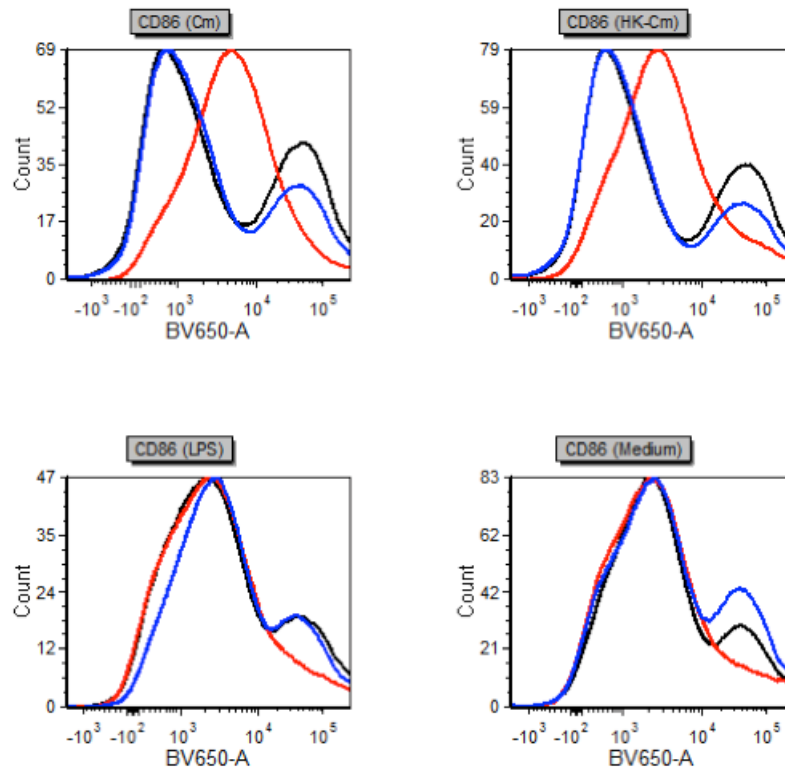 CD86 (Cm)
69
52
35
17
0
Count
-10³ -10² 10³ 10⁴ 10⁵
BV650-A
CD86 (HK-Cm)
79
59
40
20
0
Count
-10³ -10² 10³ 10⁴ 10⁵
BV650-A
CD86 (LPS)
47
35
24
12
0
Count
-10³ -10² 10³ 10⁴ 10⁵
BV650-A
CD86 (Medium)
83
62
42
21
0
Count
-10³ -10² 10³ 10⁴ 10⁵
BV650-A